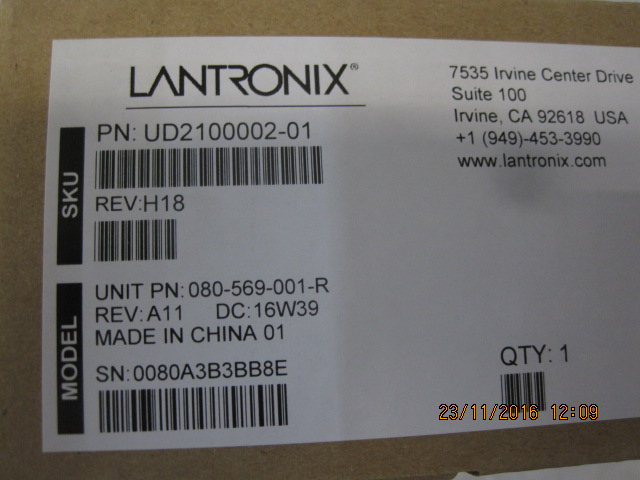 LANTRONIX®
7535 Irvine Center Drive
Suite 100
Irvine, CA 92618 USA
+1 (949)-453-3990
www.lantronix.com
SKU
PN: UD2100002-01
REV:H18
MODEL
UNIT PN: 080-569-001-R
REV:A11 DC:16W39
MADE IN CHINA 01
SN:0080A3B3BB8E
QTY: 1
23/11/2016 12:09